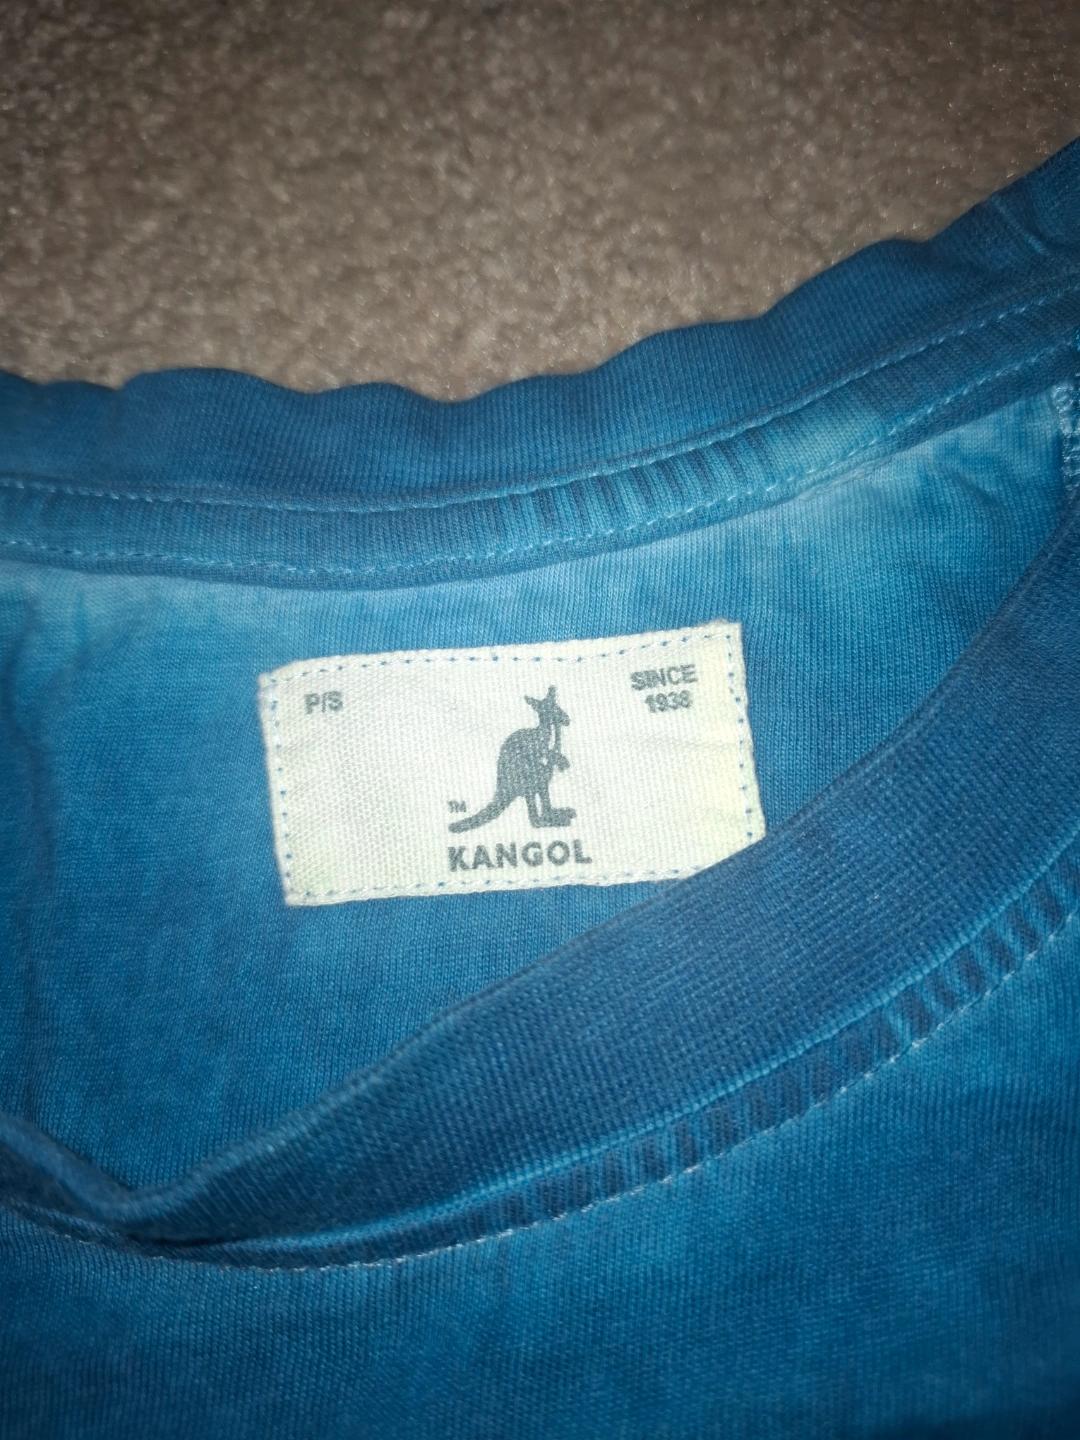 P/S
SINCE
1938
TM
KANGOL